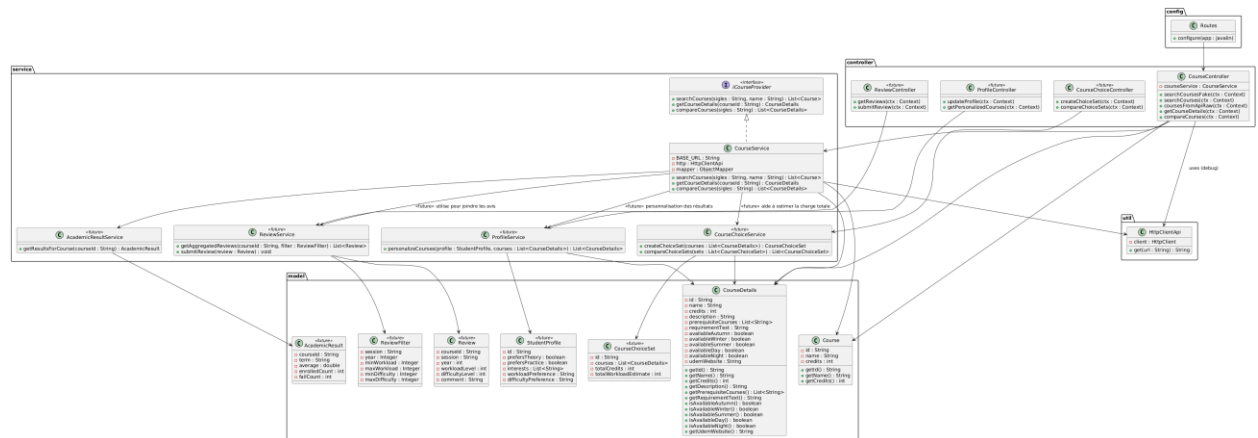 config
Routes
configure(app : Javalin)
service
controller
«interface»
ICourseProvider
searchCourses(sigles : String, name : String) : List<Course>
getCourseDetails(courseId : String) : CourseDetails
compareCourses(sigles : String) : List<CourseDetails>
«future»
ReviewController
getReviews(ctx : Context)
submitReview(ctx : Context)
«future»
ProfileController
updateProfile(ctx : Context)
getPersonalizedCourses(ctx : Context)
«future»
CourseChoiceController
createChoiceSet(ctx : Context)
compareChoiceSets(ctx : Context)
CourseController
courseService : CourseService
searchCoursesFake(ctx : Context)
searchCourses(ctx : Context)
coursesFromApiRaw(ctx : Context)
getCourseDetails(ctx : Context)
compareCourses(ctx : Context)
CourseService
BASE_URL : String
http : HttpClientApi
mapper : ObjectMapper
searchCourses(sigles : String, name : String) : List<Course>
getCourseDetails(courseId : String) : CourseDetails
compareCourses(sigles : String) : List<CourseDetails>
uses (debug)
«future» utilisé pour joindre les avis
«future» personnalisation des résultats
«future» aide à estimer la charge totale
«future»
AcademicResultService
getResultsForCourse(courseId : String) : AcademicResult
«future»
ReviewService
getAggregatedReviews(courseId : String, filter : ReviewFilter) : List<Review>
submitReview(review : Review) : void
«future»
ProfileService
personalizeCourses(profile : StudentProfile, courses : List<CourseDetails>) : List<CourseDetails>
«future»
CourseChoiceService
createChoiceSet(courses : List<CourseDetails>) : CourseChoiceSet
compareChoiceSets(sets : List<CourseChoiceSet>) : List<CourseChoiceSet>
util
HttpClientApi
client : HttpClient
get(url : String) : String
model
«future»
AcademicResult
courseId : String
term : String
average : double
enrolledCount : int
failCount : int
«future»
ReviewFilter
session : String
year : Integer
minWorkload : Integer
maxWorkload : Integer
minDifficulty : Integer
maxDifficulty : Integer
«future»
Review
courseId : String
session : String
year : int
workloadLevel : int
difficultyLevel : int
comment : String
«future»
StudentProfile
id : String
prefersTheory : boolean
prefersPractice : boolean
interests : List<String>
workloadPreference : String
difficultyPreference : String
«future»
CourseChoiceSet
id : String
courses : List<CourseDetails>
totalCredits : int
totalWorkloadEstimate : int
CourseDetails
id : String
name : String
credits : int
description : String
prerequisiteCourses : List<String>
requirementText : String
availableAutumn : boolean
availableWinter : boolean
availableSummer : boolean
availableDay : boolean
availableNight : boolean
udemWebsite : String
getId() : String
getName() : String
getCredits() : int
getDescription() : String
getPrerequisiteCourses() : List<String>
getRequirementText() : String
isAvailableAutumn() : boolean
isAvailableWinter() : boolean
isAvailableSummer() : boolean
isAvailableDay() : boolean
isAvailableNight() : boolean
getUdemWebsite() : String
Course
id : String
name : String
credits : int
getId() : String
getName() : String
getCredits() : int